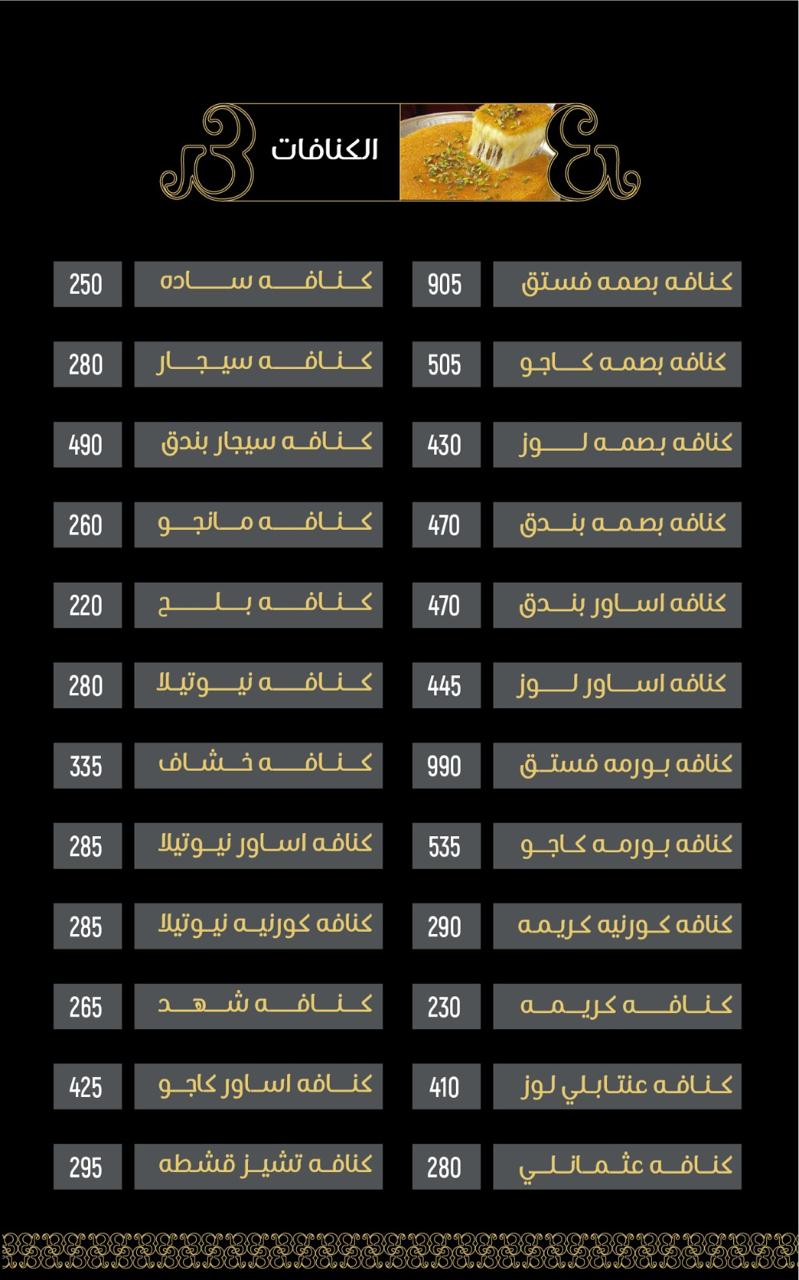 الكنافات
كنافه بصمه فستق 905
كنافه بصمه كاجو 505
كنافه بصمه لوز 430
كنافه بصمه بندق 470
كنافه اساور بندق 470
كنافه اساور لوز 445
كنافه بورمه فستق 990
كنافه بورمه كاجو 535
كنافه كورنيه كريمه 290
كنافه كريمه 230
كنافه عنتابلي لوز 410
كنافه عثمانلي 280
كنافه ساده 250
كنافه سيجار 280
كنافه سيجار بندق 490
كنافه مانجو 260
كنافه بلح 220
كنافه نيوتيلا 280
كنافه خشاف 335
كنافه اساور نيوتيلا 285
كنافه كورنيه نيوتيلا 285
كنافه شهد 265
كنافه اساور كاجو 425
كنافه تشيز قشطه 295